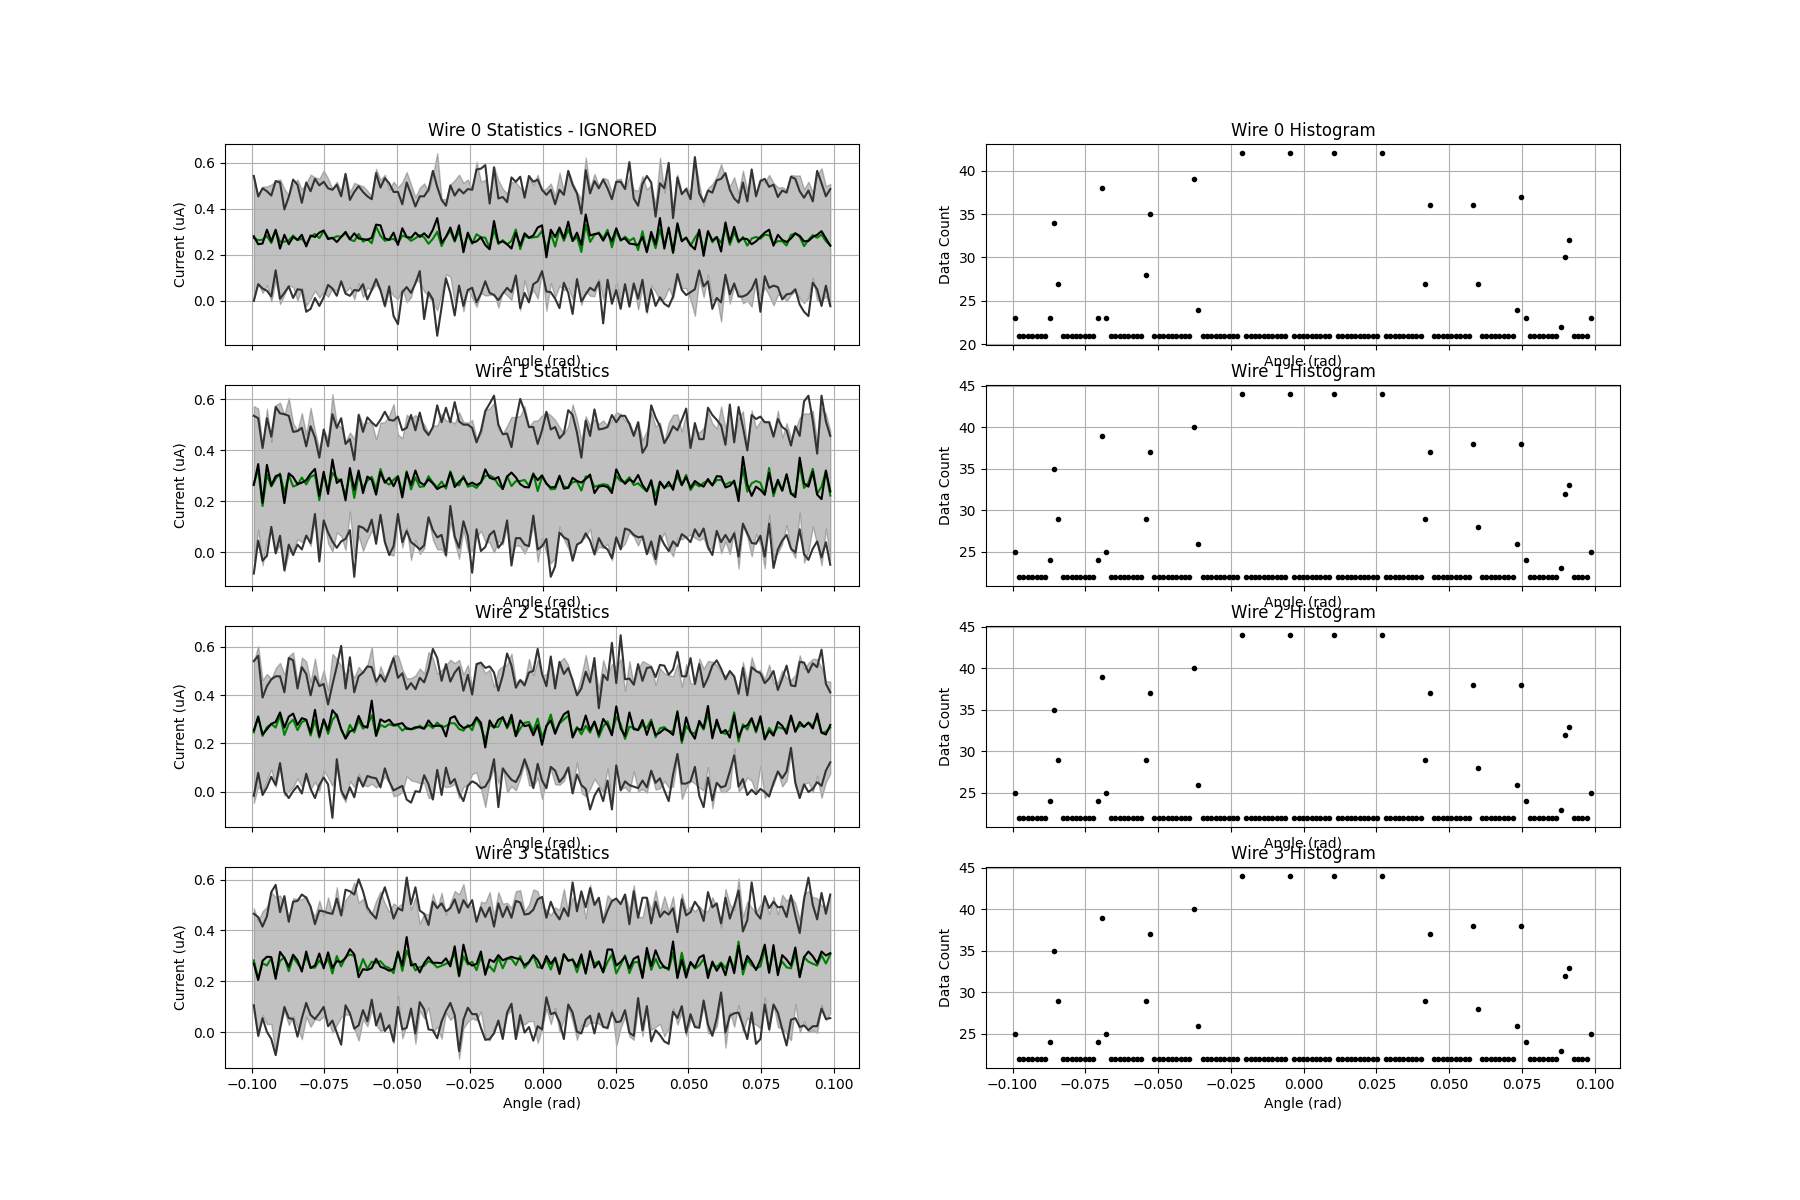 Wire 0 Statistics - IGNORED
0.6
0.4
0.2
0.0
Current (uA)
Angle (rad)
Wire 0 Histogram
40
35
30
25
20
Data Count
Angle (rad)
Wire 1 Statistics
0.6
0.4
0.2
0.0
Current (uA)
Angle (rad)
Wire 1 Histogram
45
40
35
30
25
Data Count
Angle (rad)
Wire 2 Statistics
0.6
0.4
0.2
0.0
Current (uA)
Angle (rad)
Wire 2 Histogram
45
40
35
30
25
Data Count
Angle (rad)
Wire 3 Statistics
0.6
0.4
0.2
0.0
Current (uA)
−0.100 −0.075 −0.050 −0.025 0.000 0.025 0.050 0.075 0.100
Angle (rad)
Wire 3 Histogram
45
40
35
30
25
Data Count
−0.100 −0.075 −0.050 −0.025 0.000 0.025 0.050 0.075 0.100
Angle (rad)